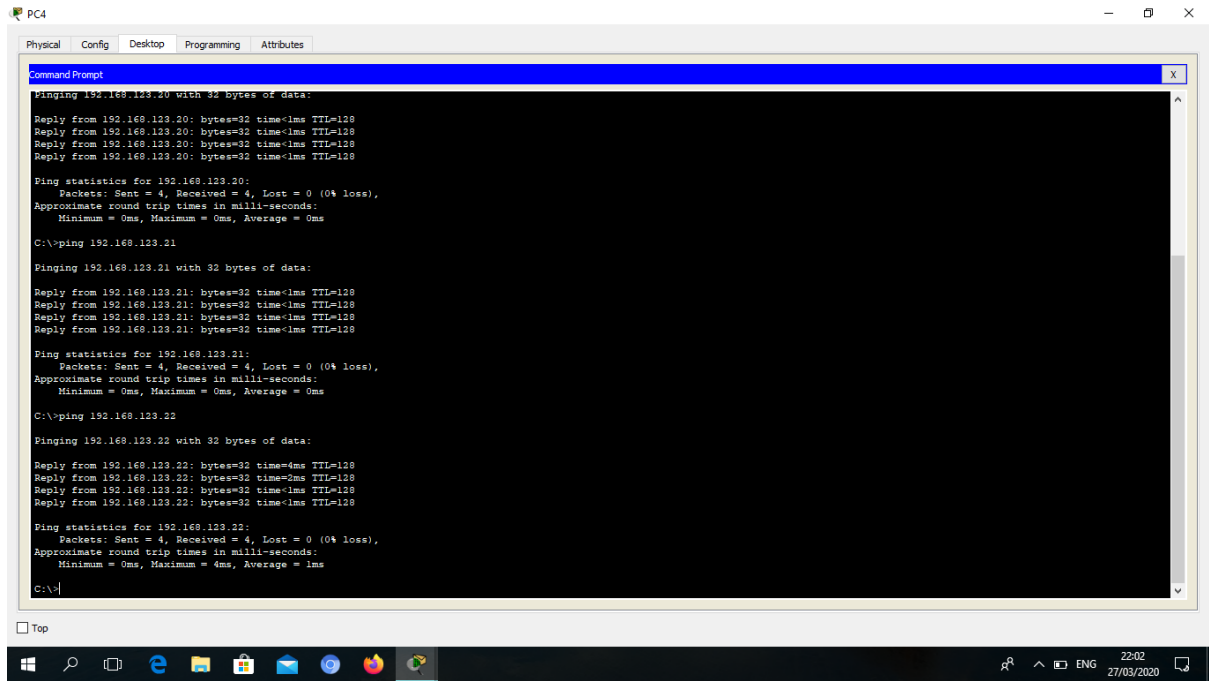 PC4
Physical Config Desktop Programming Attributes
Command Prompt
X
Pinging 192.168.123.20 with 32 bytes of data:
Reply from 192.168.123.20: bytes=32 time<1ms TTL=128
Reply from 192.168.123.20: bytes=32 time<1ms TTL=128
Reply from 192.168.123.20: bytes=32 time<1ms TTL=128
Reply from 192.168.123.20: bytes=32 time<1ms TTL=128
Ping statistics for 192.168.123.20:
Packets: Sent = 4, Received = 4, Lost = 0 (0% loss),
Approximate round trip times in milli-seconds:
Minimum = 0ms, Maximum = 0ms, Average = 0ms
C:\>ping 192.168.123.21
Pinging 192.168.123.21 with 32 bytes of data:
Reply from 192.168.123.21: bytes=32 time<1ms TTL=128
Reply from 192.168.123.21: bytes=32 time<1ms TTL=128
Reply from 192.168.123.21: bytes=32 time<1ms TTL=128
Reply from 192.168.123.21: bytes=32 time<1ms TTL=128
Ping statistics for 192.168.123.21:
Packets: Sent = 4, Received = 4, Lost = 0 (0% loss),
Approximate round trip times in milli-seconds:
Minimum = 0ms, Maximum = 0ms, Average = 0ms
C:\>ping 192.168.123.22
Pinging 192.168.123.22 with 32 bytes of data:
Reply from 192.168.123.22: bytes=32 time=4ms TTL=128
Reply from 192.168.123.22: bytes=32 time=2ms TTL=128
Reply from 192.168.123.22: bytes=32 time<1ms TTL=128
Reply from 192.168.123.22: bytes=32 time<1ms TTL=128
Ping statistics for 192.168.123.22:
Packets: Sent = 4, Received = 4, Lost = 0 (0% loss),
Approximate round trip times in milli-seconds:
Minimum = 0ms, Maximum = 4ms, Average = 1ms
C:\>
Top
ENG
22:02
27/03/2020